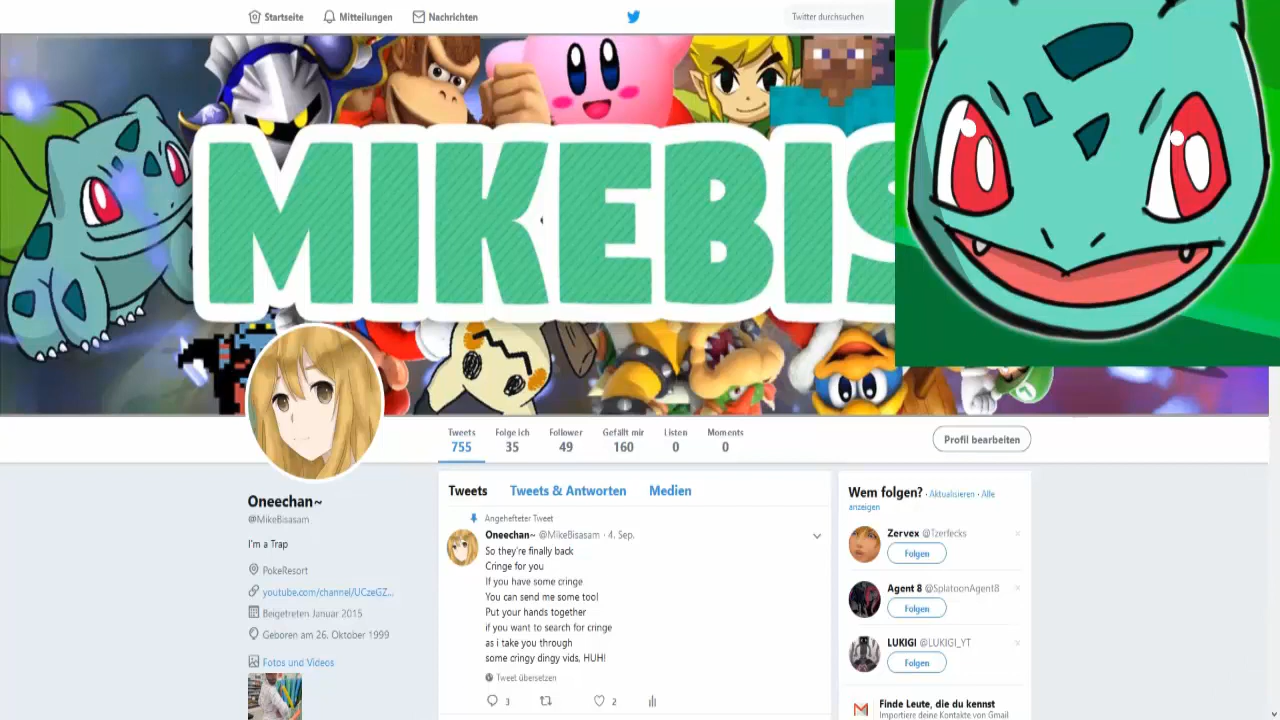 Startseite
Mitteilungen
Nachrichten
Twitter durchsuchen
MIKEBIS
Tweets
755
Folge ich
35
Follower
49
Gefällt mir
160
Listen
0
Moments
0
Profil bearbeiten
Oneechan~
@MikeBisasam
I'm a Trap
PokeResort
youtube.com/channel/UCzeGZ...
Beigetreten Januar 2015
Geboren am 26. Oktober 1999
Fotos und Videos
Tweets
Tweets & Antworten
Medien
Angehefteter Tweet
Oneechan~ @MikeBisasam · 4. Sep.
So they're finally back
Cringe for you
If you have some cringe
You can send me some too!
Put your hands together
if you want to search for cringe
as i take you through
some cringy dingy vids, HUH!
Tweet übersetzen
3
2
Wem folgen? · Aktualisieren · Alle
anzeigen
Zervex @Tzerfecks
Folgen
Agent 8 @SplatoonAgent8
Folgen
LUKIGI @LUKIGI_YT
Folgen
Finde Leute, die du kennst
Importiere deine Kontakte von Gmail